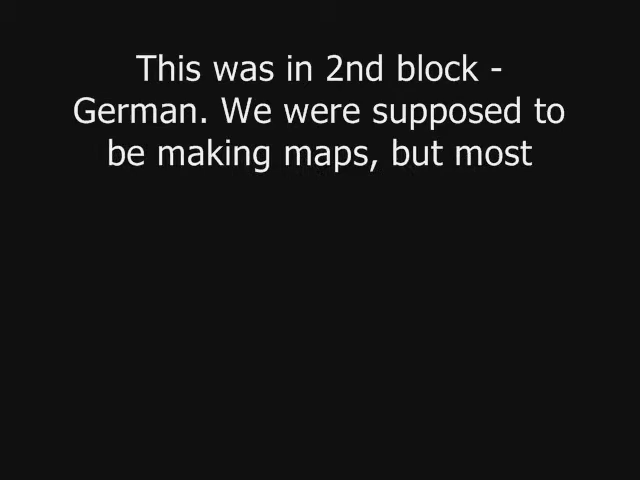 This was in 2nd block -
German. We were supposed to
be making maps, but most